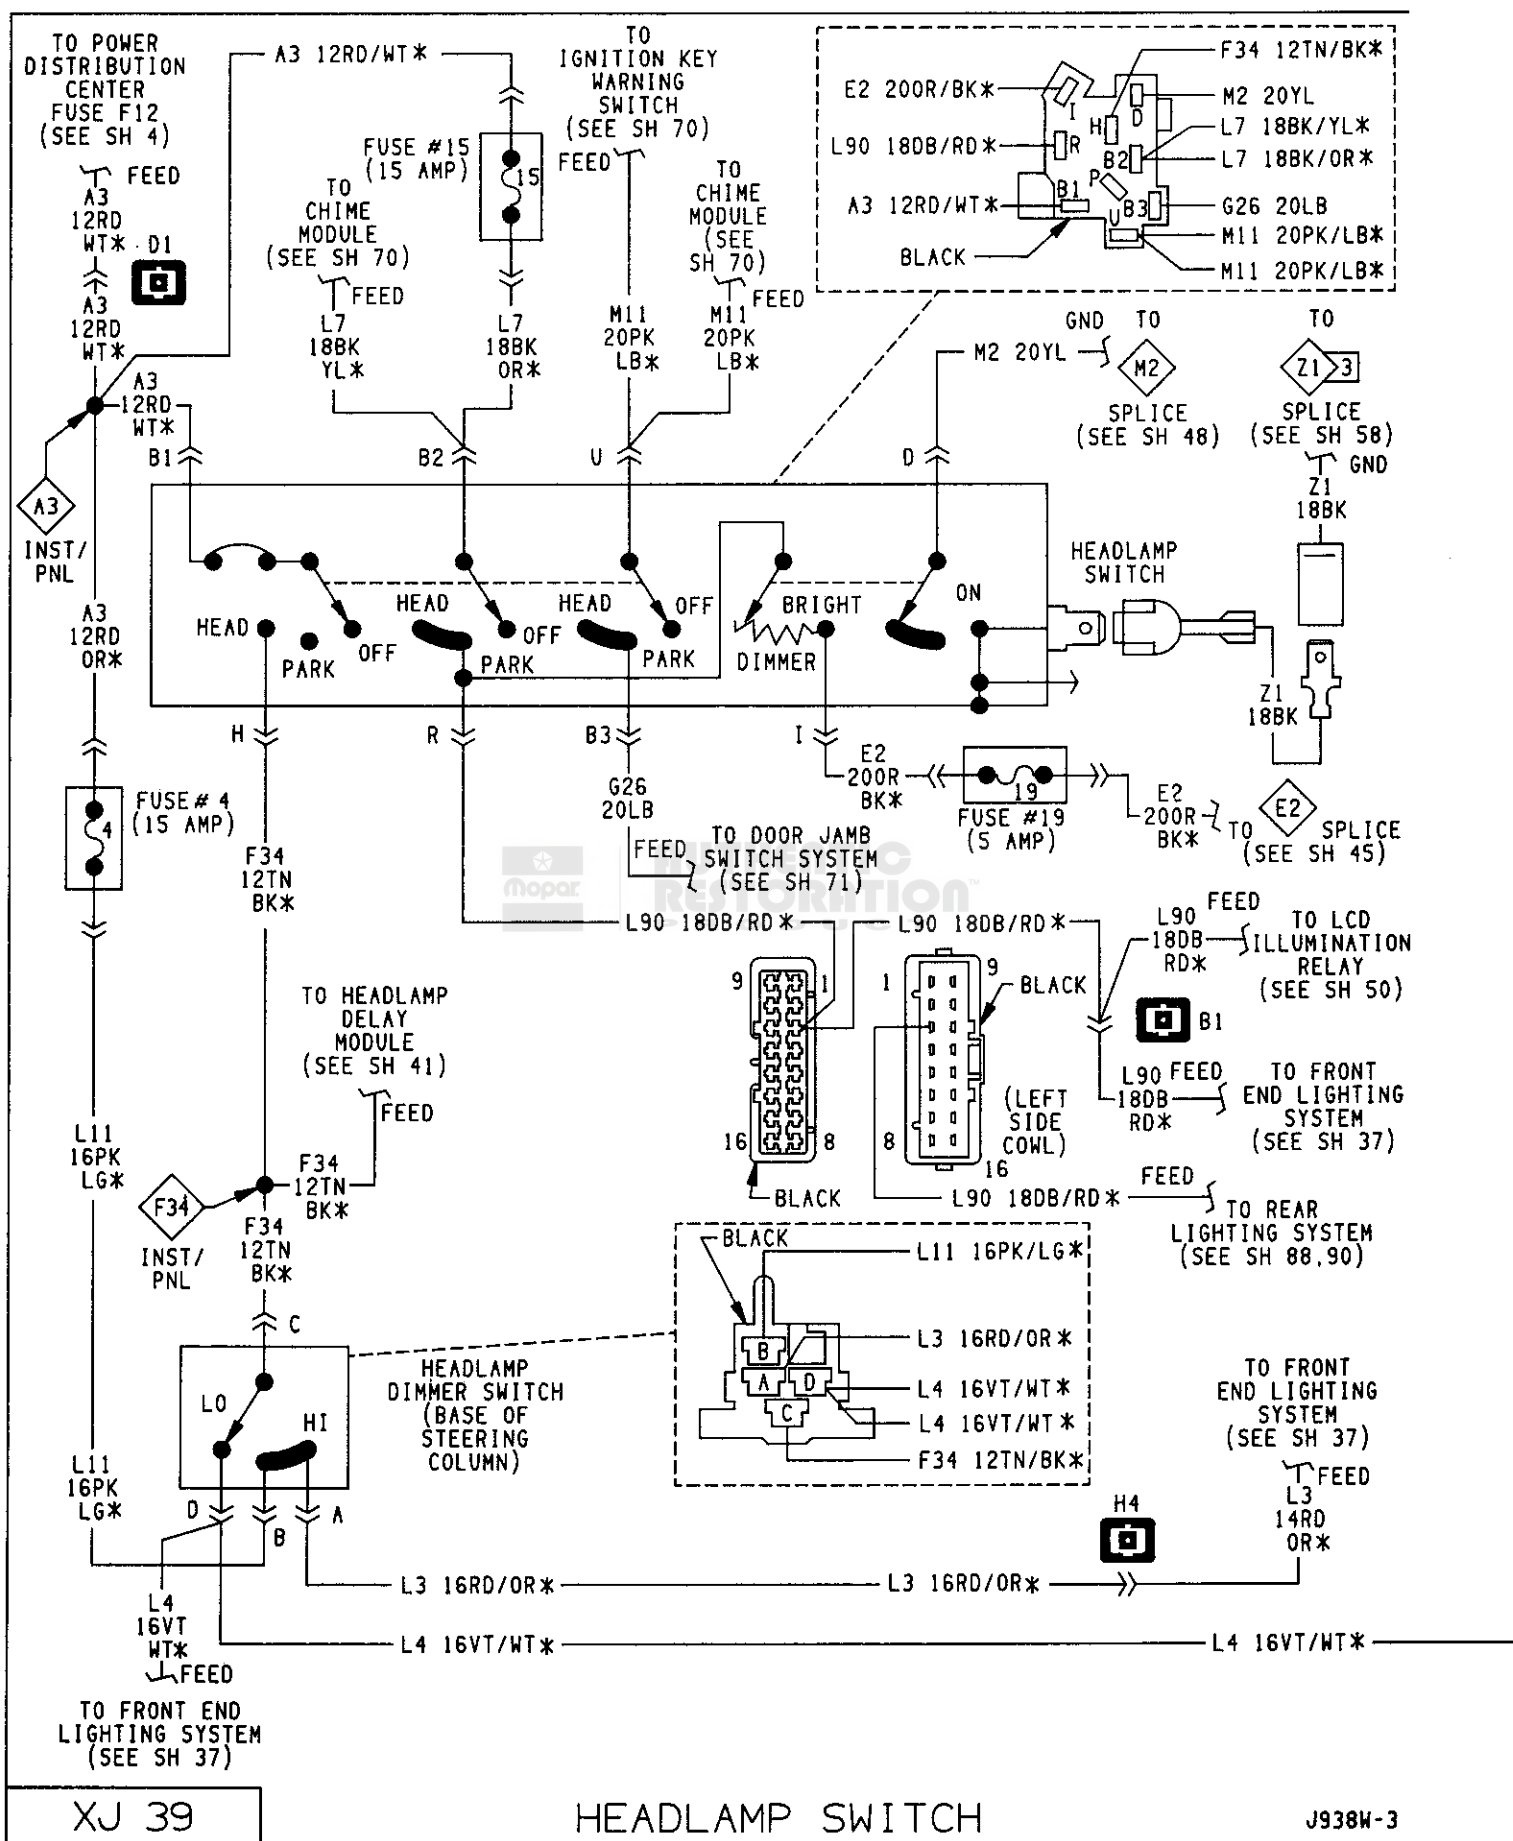 TO POWER
DISTRIBUTION
CENTER
FUSE F12
(SEE SH 4)
FEED
A3
12RD
WT*
D1
A3
12RD
WT*
A3 12RD/WT*
FUSE #15
(15 AMP)
15
TO
IGNITION KEY
WARNING
SWITCH
(SEE SH 70)
FEED
TO
CHIME
MODULE
(SEE SH 70)
FEED
TO
CHIME
MODULE
(SEE
SH 70)
FEED
L7
18BK
YL*
L7
18BK
OR*
M11
20PK
LB*
M11
20PK
LB*
E2 200R/BK*
L90 18DB/RD*
A3 12RD/WT*
BLACK
F34 12TN/BK*
M2 20YL
L7 18BK/YL*
L7 18BK/OR*
G26 20LB
M11 20PK/LB*
M11 20PK/LB*
I
D
H
R
B2
P
B1
B3
U
M2 20YL
GND
TO
M2
SPLICE
(SEE SH 48)
TO
Z1
3
SPLICE
(SEE SH 58)
GND
Z1
18BK
A3
12RD
WT*
B1
B2
U
D
A3
INST/
PNL
HEADLAMP
SWITCH
HEAD
PARK
OFF
HEAD
OFF
PARK
HEAD
OFF
PARK
BRIGHT
DIMMER
ON
A3
12RD
OR*
H
R
B3
I
Z1
18BK
FUSE # 4
(15 AMP)
4
G26
20LB
E2
200R
BK*
19
FUSE #19
(5 AMP)
E2
200R
BK*
TO
E2
SPLICE
(SEE SH 45)
F34
12TN
BK*
FEED
TO DOOR JAMB
SWITCH SYSTEM
(SEE SH 71)
Mopar
AUTHENTIC
RESTORATION™
L90 18DB/RD*
L90 18DB/RD*
L90
18DB
RD*
FEED
TO LCD
ILLUMINATION
RELAY
(SEE SH 50)
9
1
16
8
BLACK
1
9
BLACK
8
16
(LEFT
SIDE
COWL)
B1
L90
18DB
RD*
FEED
TO FRONT
END LIGHTING
SYSTEM
(SEE SH 37)
L90 18DB/RD*
FEED
TO REAR
LIGHTING SYSTEM
(SEE SH 88,90)
TO HEADLAMP
DELAY
MODULE
(SEE SH 41)
FEED
L11
16PK
LG*
F34
12TN
BK*
F34
INST/
PNL
F34
12TN
BK*
C
BLACK
L11 16PK/LG*
L3 16RD/OR*
L4 16VT/WT*
L4 16VT/WT*
F34 12TN/BK*
B
A
D
C
HEADLAMP
DIMMER SWITCH
(BASE OF
STEERING
COLUMN)
LO
HI
L11
16PK
LG*
D
B
A
TO FRONT
END LIGHTING
SYSTEM
(SEE SH 37)
FEED
L3
14RD
OR*
H4
L3 16RD/OR*
L3 16RD/OR*
L4
16VT
WT*
FEED
L4 16VT/WT*
L4 16VT/WT*
TO FRONT END
LIGHTING SYSTEM
(SEE SH 37)
XJ 39
HEADLAMP SWITCH
J938W-3